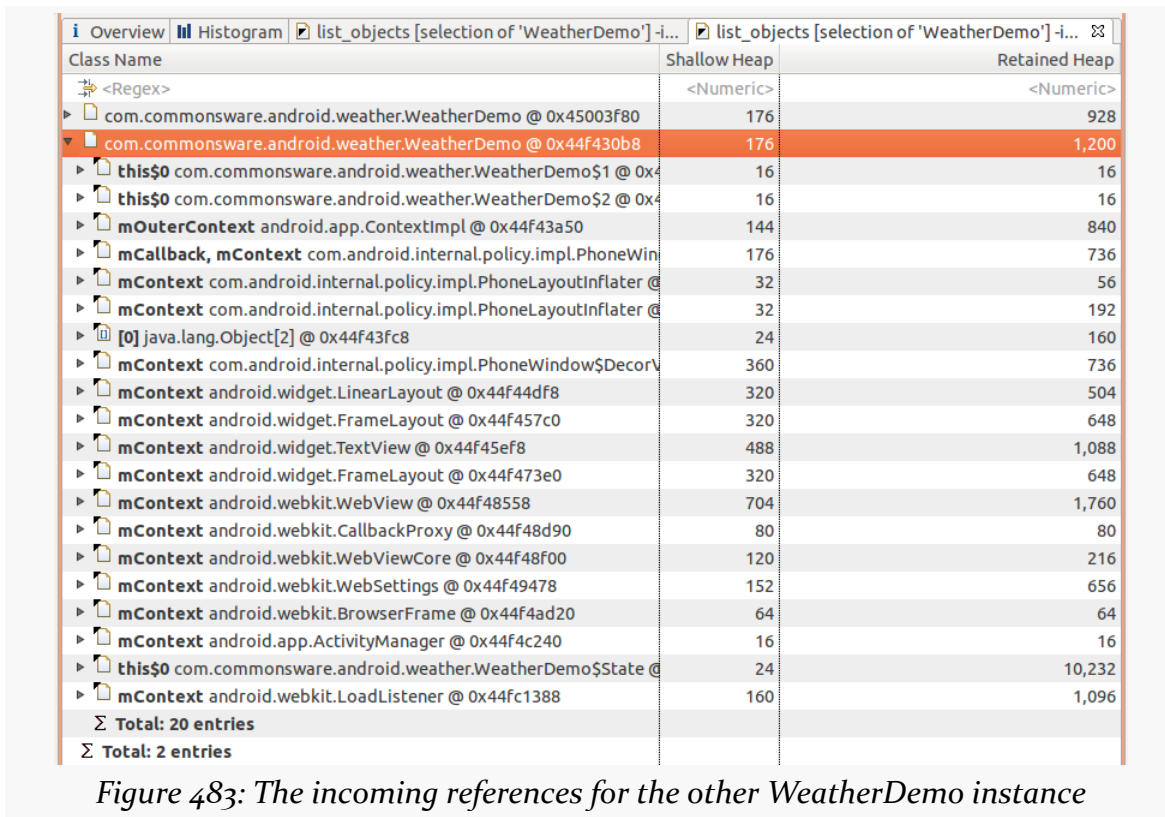 i Overview Histogram list_objects [selection of 'WeatherDemo'] -i... list_objects [selection of 'WeatherDemo'] -i...
Class Name Shallow Heap Retained Heap
<Regex> <Numeric> <Numeric>
com.commonsware.android.weather.WeatherDemo @ 0x45003f80 176 928
com.commonsware.android.weather.WeatherDemo @ 0x44f430b8 176 1,200
this$0 com.commonsware.android.weather.WeatherDemo$1 @ 0x4 16 16
this$0 com.commonsware.android.weather.WeatherDemo$2 @ 0x4 16 16
mOuterContext android.app.ContextImpl @ 0x44f43a50 144 840
mCallback, mContext com.android.internal.policy.impl.PhoneWin 176 736
mContext com.android.internal.policy.impl.PhoneLayoutInflater @ 32 56
mContext com.android.internal.policy.impl.PhoneLayoutInflater @ 32 192
[0] java.lang.Object[2] @ 0x44f43fc8 24 160
mContext com.android.internal.policy.impl.PhoneWindow$DecorV 360 736
mContext android.widget.LinearLayout @ 0x44f44df8 320 504
mContext android.widget.FrameLayout @ 0x44f457c0 320 648
mContext android.widget.TextView @ 0x44f45ef8 488 1,088
mContext android.widget.FrameLayout @ 0x44f473e0 320 648
mContext android.webkit.WebView @ 0x44f48558 704 1,760
mContext android.webkit.CallbackProxy @ 0x44f48d90 80 80
mContext android.webkit.WebViewCore @ 0x44f48f00 120 216
mContext android.webkit.WebSettings @ 0x44f49478 152 656
mContext android.webkit.BrowserFrame @ 0x44f4ad20 64 64
mContext android.app.ActivityManager @ 0x44f4c240 16 16
this$0 com.commonsware.android.weather.WeatherDemo$State @ 24 10,232
mContext android.webkit.LoadListener @ 0x44fc1388 160 1,096
Σ Total: 20 entries
Σ Total: 2 entries
Figure 483: The incoming references for the other WeatherDemo instance